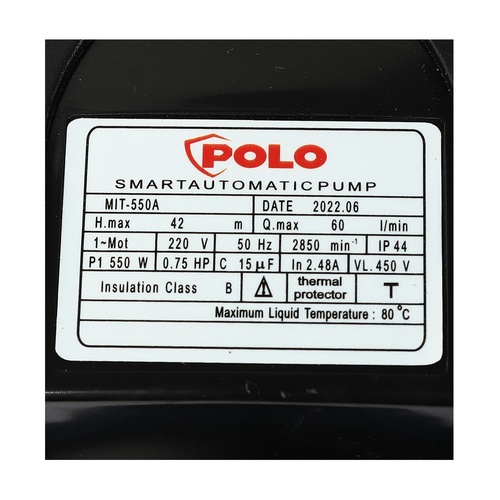 POLO
SMARTAUTOMATICPUMP
MIT-550A DATE 2022.06
H.max 42 m Q.max 60 l/min
1~Mot 220 V 50 Hz 2850 min⁻¹ IP 44
P1 550 W 0.75 HP C 15 µF In 2.48A VL. 450 V
Insulation Class B thermal protector T
Maximum Liquid Temperature : 80°C